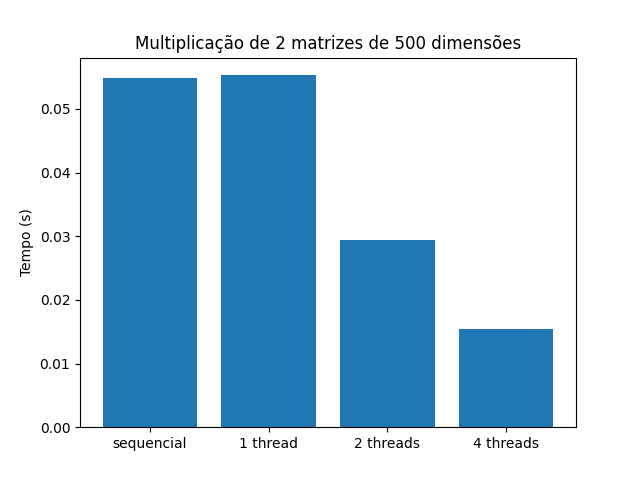 Multiplicação de 2 matrizes de 500 dimensões
Tempo (s)
0.05
0.04
0.03
0.02
0.01
0.00
sequencial
1 thread
2 threads
4 threads